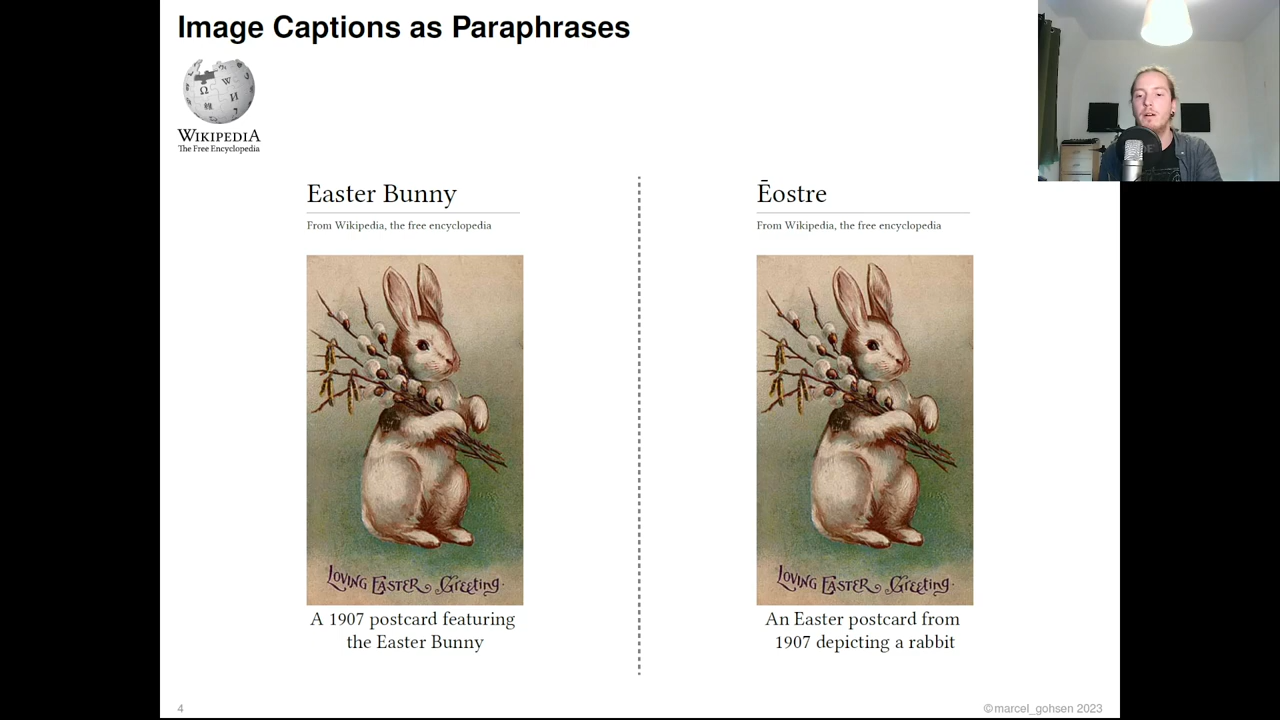 Image Captions as Paraphrases
WIKIPEDIA
The Free Encyclopedia
Easter Bunny
From Wikipedia, the free encyclopedia
LOVING EASTER Greeting.
A 1907 postcard featuring
the Easter Bunny
Ēostre
From Wikipedia, the free encyclopedia
LOVING EASTER Greeting.
An Easter postcard from
1907 depicting a rabbit
4
©marcel_gohsen 2023